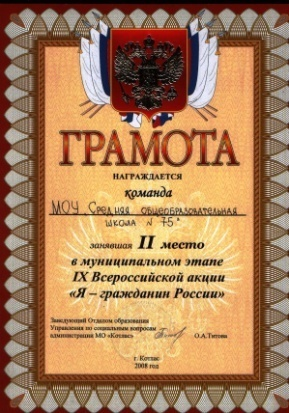 ГРАМОТА
НАГРАЖДАЕТСЯ
команда
МОУ „Средняя общеобразовательная
школа N 75"
занявшая II место
в муниципальном этапе
IX Всероссийской акции
«Я – гражданин России»
Заведующий Отделом образования
Управления по социальным вопросам
администрации МО «Котлас»
О.А.Титова
г. Котлас
2008 год